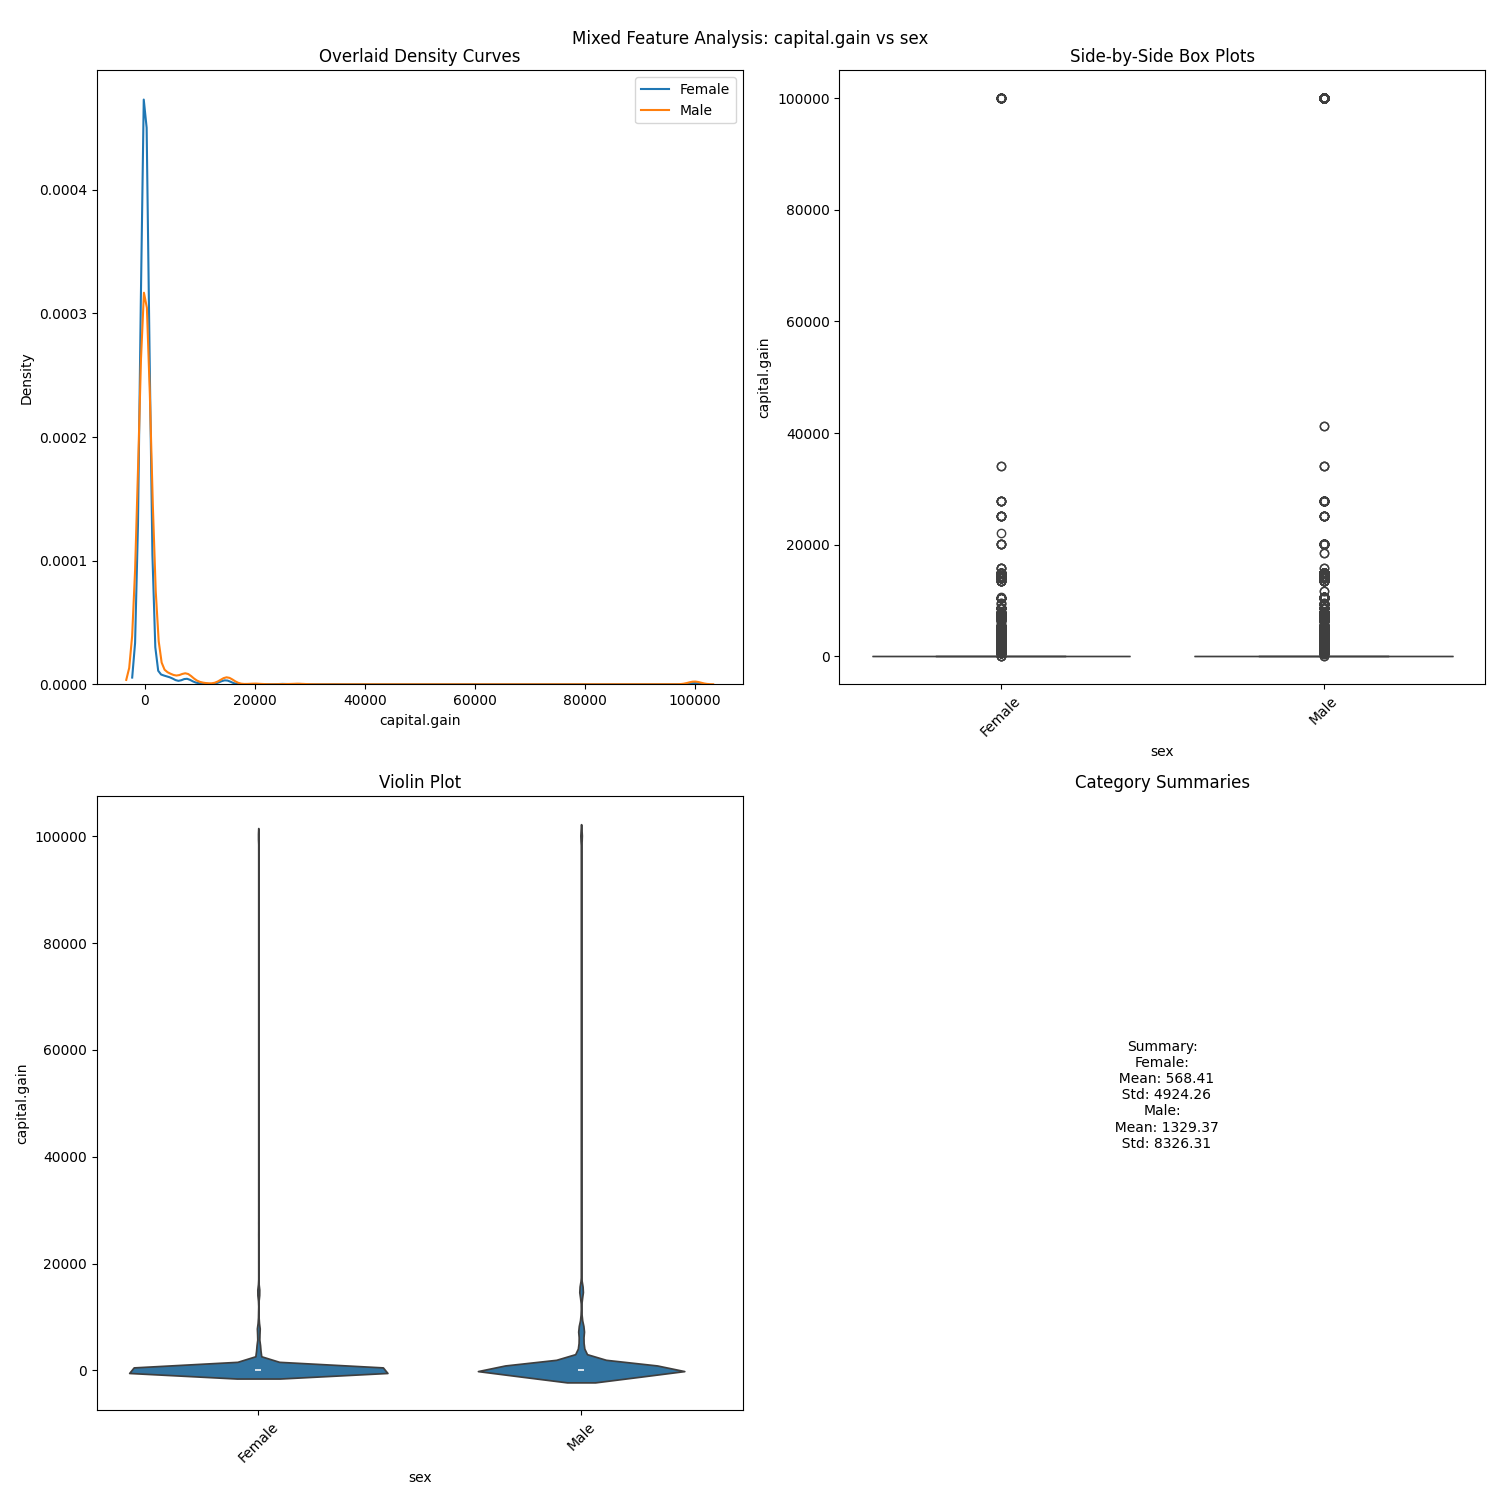 Mixed Feature Analysis: capital.gain vs sex
Overlaid Density Curves
Female
Male
0.0004
0.0003
0.0002
0.0001
0.0000
Density
0 20000 40000 60000 80000 100000
capital.gain
Side-by-Side Box Plots
100000
80000
60000
40000
20000
0
capital.gain
Female Male
sex
Violin Plot
100000
80000
60000
40000
20000
0
capital.gain
Female Male
sex
Category Summaries
Summary:
Female:
Mean: 568.41
Std: 4924.26
Male:
Mean: 1329.37
Std: 8326.31